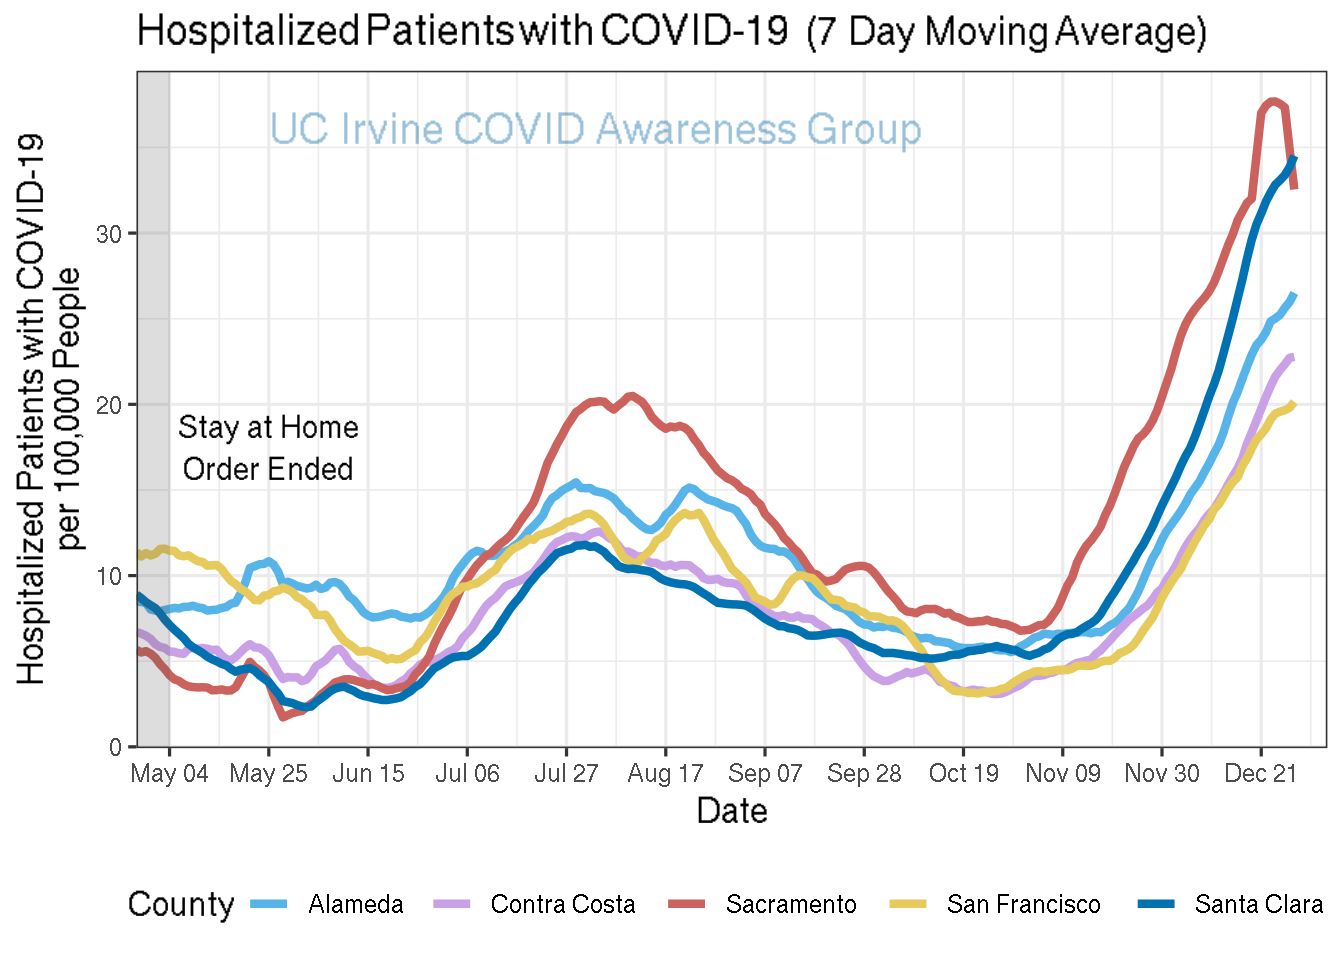 Hospitalized Patients with COVID-19 (7 Day Moving Average)
UC Irvine COVID Awareness Group
Hospitalized Patients with COVID-19
per 100,000 People
30
20
10
0
Stay at Home
Order Ended
May 04 May 25 Jun 15 Jul 06 Jul 27 Aug 17 Sep 07 Sep 28 Oct 19 Nov 09 Nov 30 Dec 21
Date
County Alameda Contra Costa Sacramento San Francisco Santa Clara